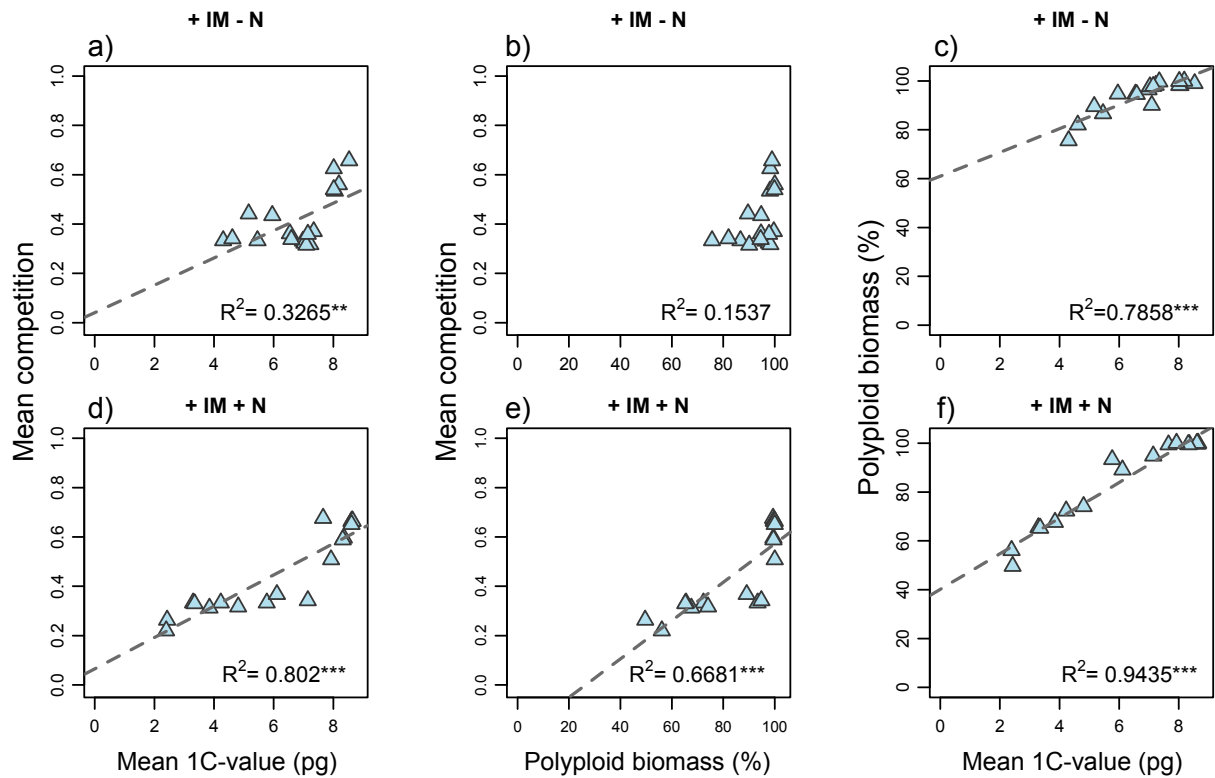 + IM - N
+ IM - N
+ IM - N
a)
b)
c)
Mean competition
0.0 0.2 0.4 0.6 0.8 1.0
R2= 0.3265**
0 2 4 6 8
Mean competition
0.0 0.2 0.4 0.6 0.8 1.0
R2= 0.1537
0 20 40 60 80 100
Polyploid biomass (%)
0 20 40 60 80 100
R2=0.7858***
0 2 4 6 8
+ IM + N
+ IM + N
+ IM + N
d)
e)
f)
0.0 0.2 0.4 0.6 0.8 1.0
R2= 0.802***
0 2 4 6 8
Mean 1C-value (pg)
0.0 0.2 0.4 0.6 0.8 1.0
R2= 0.6681***
0 20 40 60 80 100
Polyploid biomass (%)
0 20 40 60 80 100
R2= 0.9435***
0 2 4 6 8
Mean 1C-value (pg)